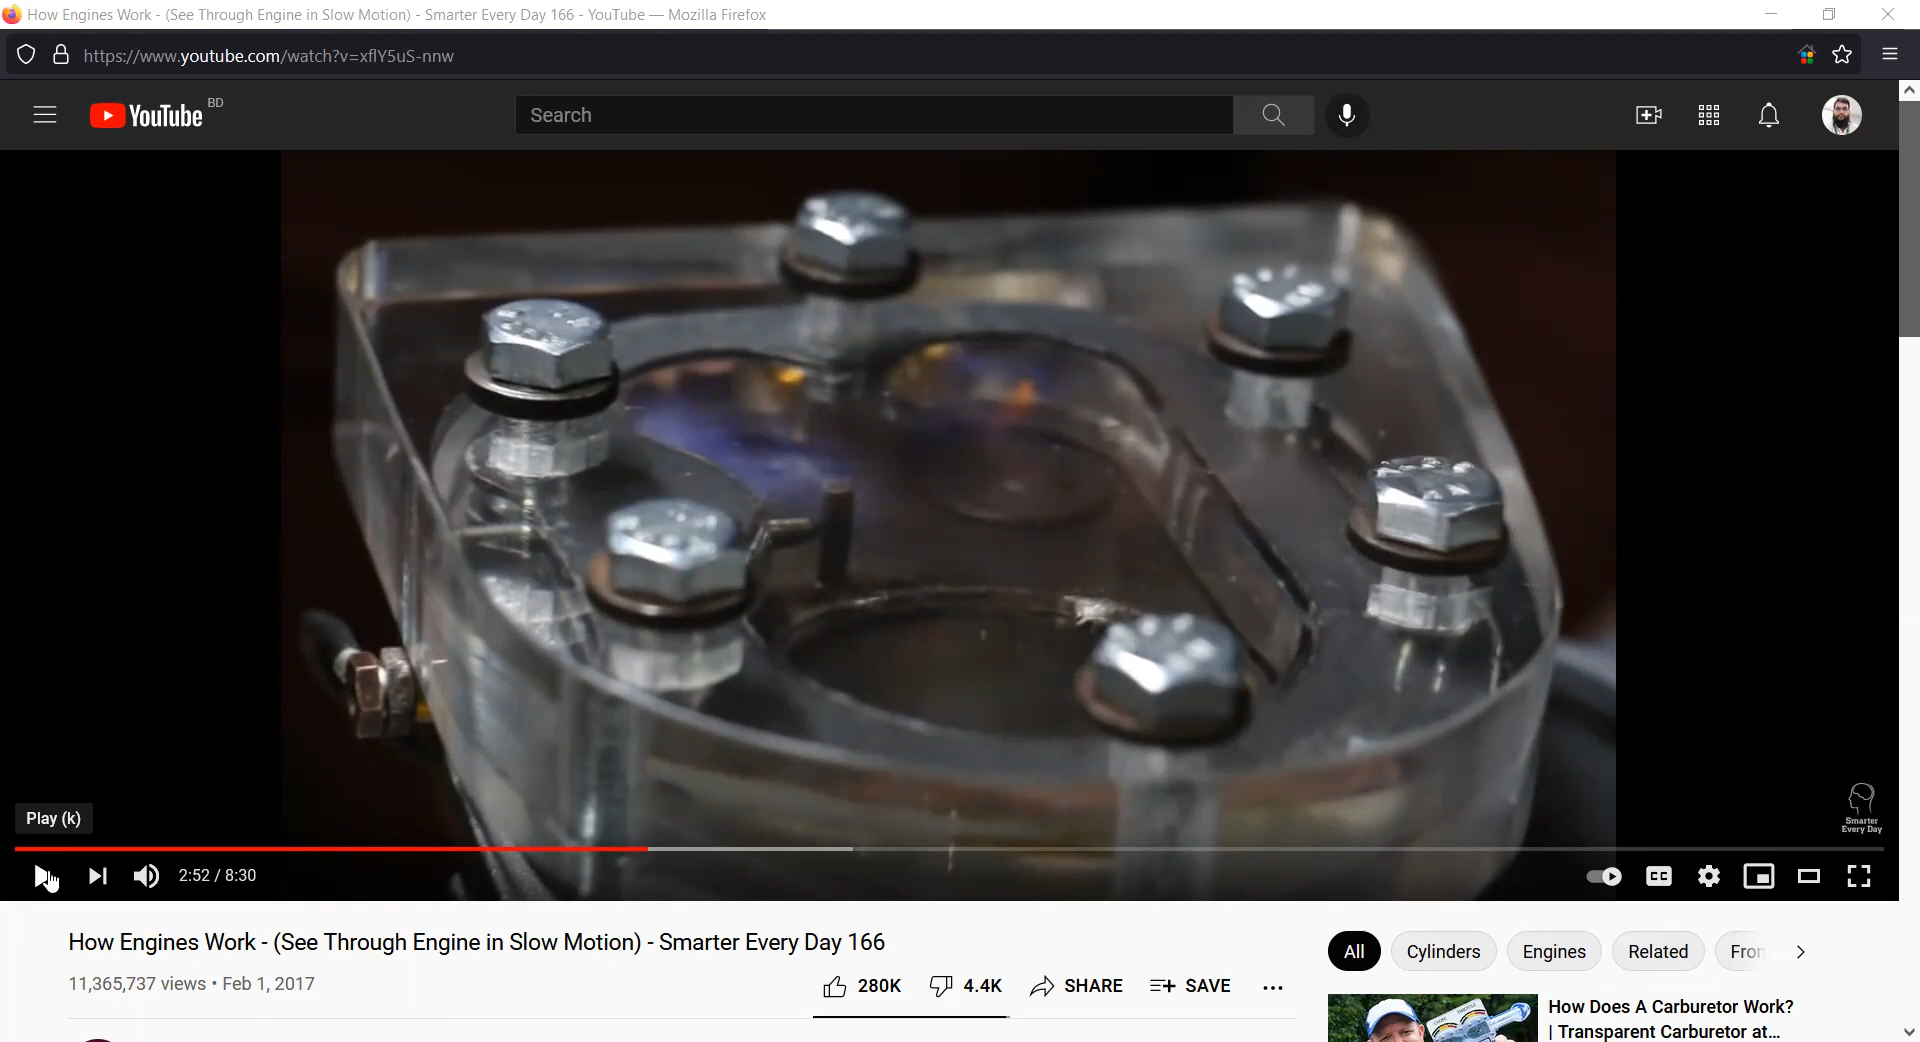 How Engines Work - (See Through Engine in Slow Motion) - Smarter Every Day 166 - YouTube — Mozilla Firefox
https://www.youtube.com/watch?v=xflY5uS-nnw
YouTube BD
Search
Smarter
Every Day
Play (k)
2:52 / 8:30
CC
How Engines Work - (See Through Engine in Slow Motion) - Smarter Every Day 166
11,365,737 views • Feb 1, 2017
280K
4.4K
SHARE
SAVE
All
Cylinders
Engines
Related
From
How Does A Carburetor Work?
| Transparent Carburetor at...